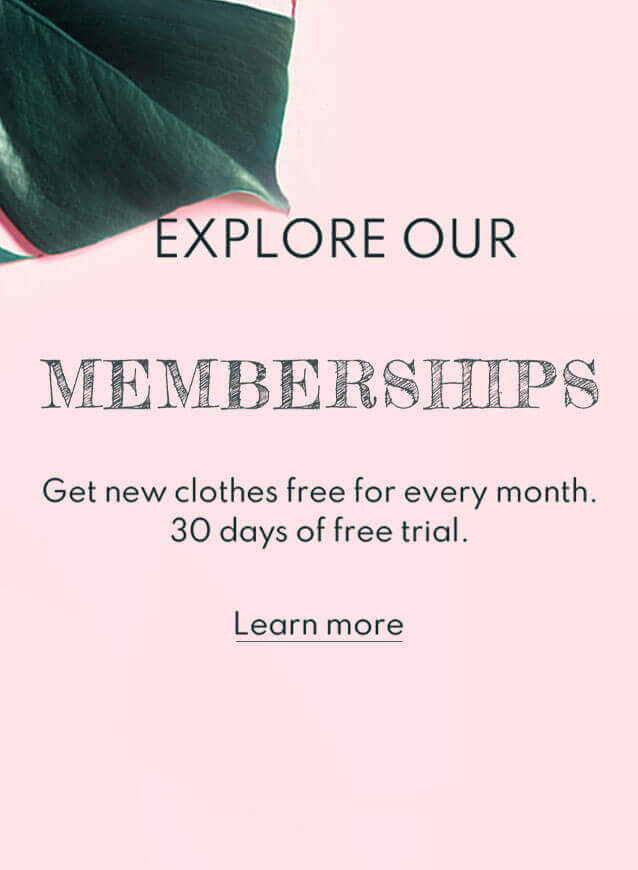 EXPLORE OUR
MEMBERSHIPS
Get new clothes free for every month.
30 days of free trial.
Learn more